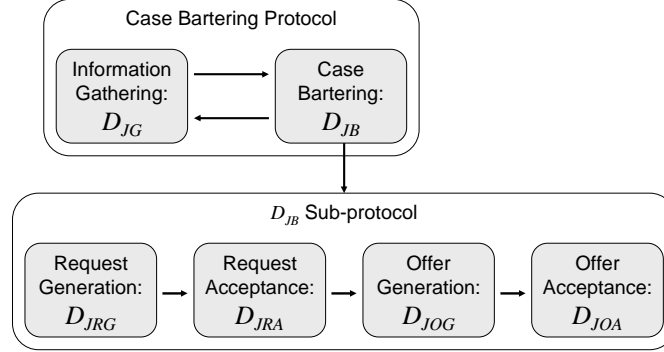 Case Bartering Protocol
Information
Gathering:
D_JG
Case
Bartering:
D_JB
D_JB Sub-protocol
Request
Generation:
D_JRG
Request
Acceptance:
D_JRA
Offer
Generation:
D_JOG
Offer
Acceptance:
D_JOA